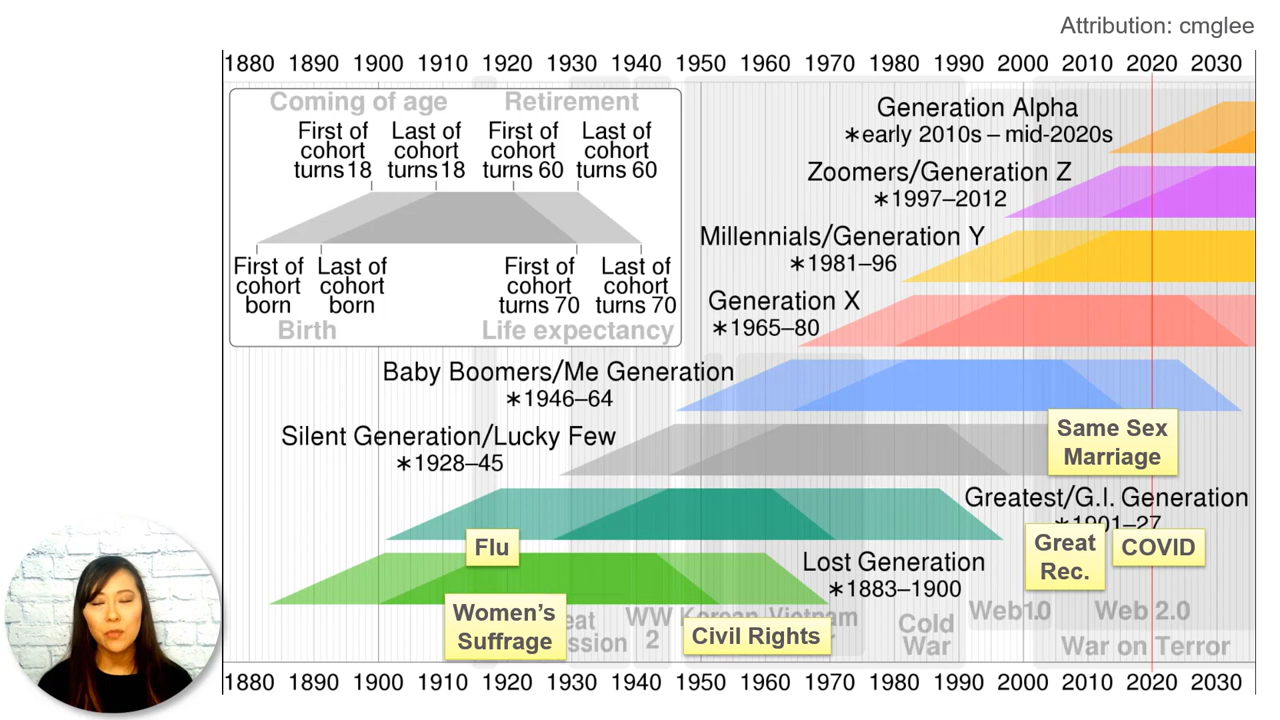 Attribution: cmglee
1880 1890 1900 1910 1920 1930 1940 1950 1960 1970 1980 1990 2000 2010 2020 2030
Coming of age Retirement
First of cohort turns 18
Last of cohort turns 18
First of cohort turns 60
Last of cohort turns 60
First of cohort born
Last of cohort born
First of cohort turns 70
Last of cohort turns 70
Birth Life expectancy
Generation Alpha
∗early 2010s – mid-2020s
Zoomers/Generation Z
∗1997–2012
Millennials/Generation Y
∗1981–96
Generation X
∗1965–80
Baby Boomers/Me Generation
∗1946–64
Silent Generation/Lucky Few
∗1928–45
Same Sex
Marriage
Greatest/G.I. Generation
∗1901–27
Flu
Great
Rec.
COVID
Lost Generation
∗1883–1900
Women's
Suffrage
WW
2
Korean Vietnam
Civil Rights
Cold
War
Web1.0 Web 2.0
War on Terror
1880 1890 1900 1910 1920 1930 1940 1950 1960 1970 1980 1990 2000 2010 2020 2030